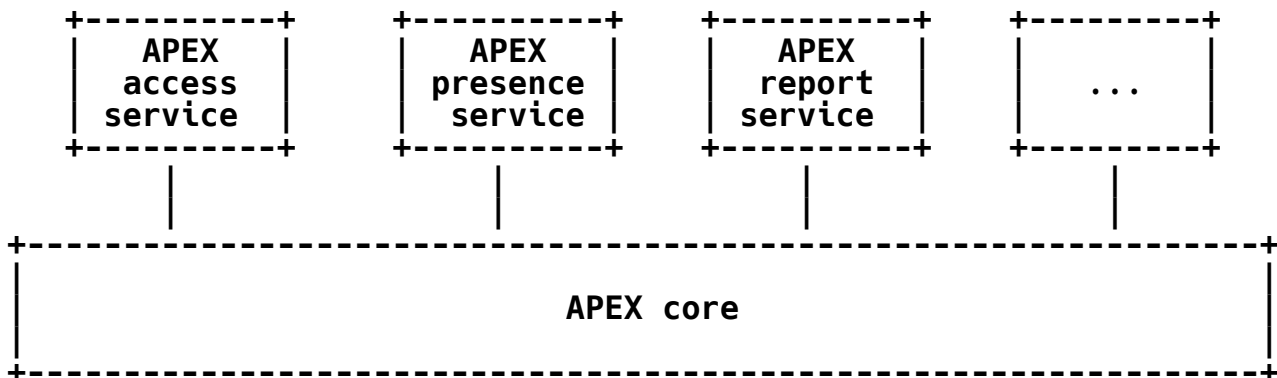 APEX
access
service
APEX
presence
service
APEX
report
service
...
APEX core